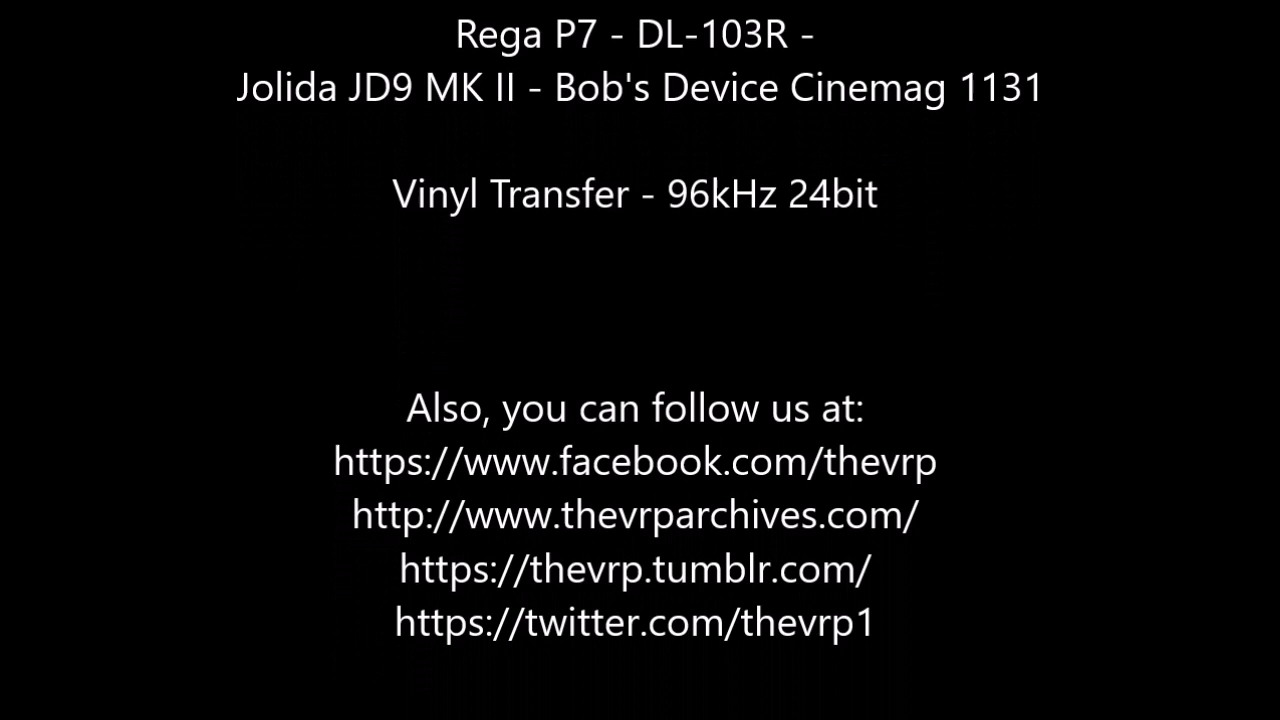 Rega P7 - DL-103R -
Jolida JD9 MK II - Bob's Device Cinemag 1131
Vinyl Transfer - 96kHz 24bit
Also, you can follow us at:
https://www.facebook.com/thevrp
http://www.thevrparchives.com/
https://thevrp.tumblr.com/
https://twitter.com/thevrp1